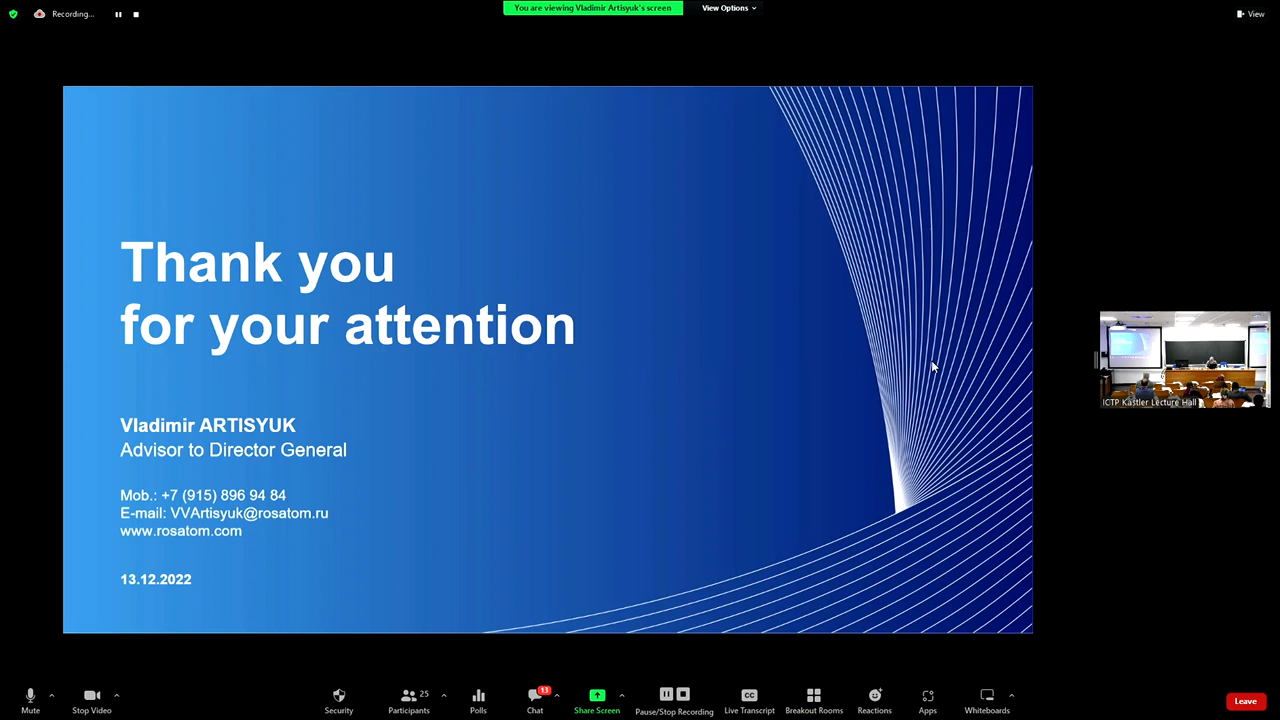 Recording...
You are viewing Vladimir Artisyuk's screen
View Options
View
Thank you
for your attention
Vladimir ARTISYUK
Advisor to Director General
Mob.: +7 (915) 896 94 84
E-mail: VVArtisyuk@rosatom.ru
www.rosatom.com
13.12.2022
ICTP Kastler Lecture Hall
Mute
Stop Video
Security
25
Participants
Polls
13
Chat
Share Screen
Pause/Stop Recording
CC
Live Transcript
Breakout Rooms
Reactions
Apps
Whiteboards
Leave